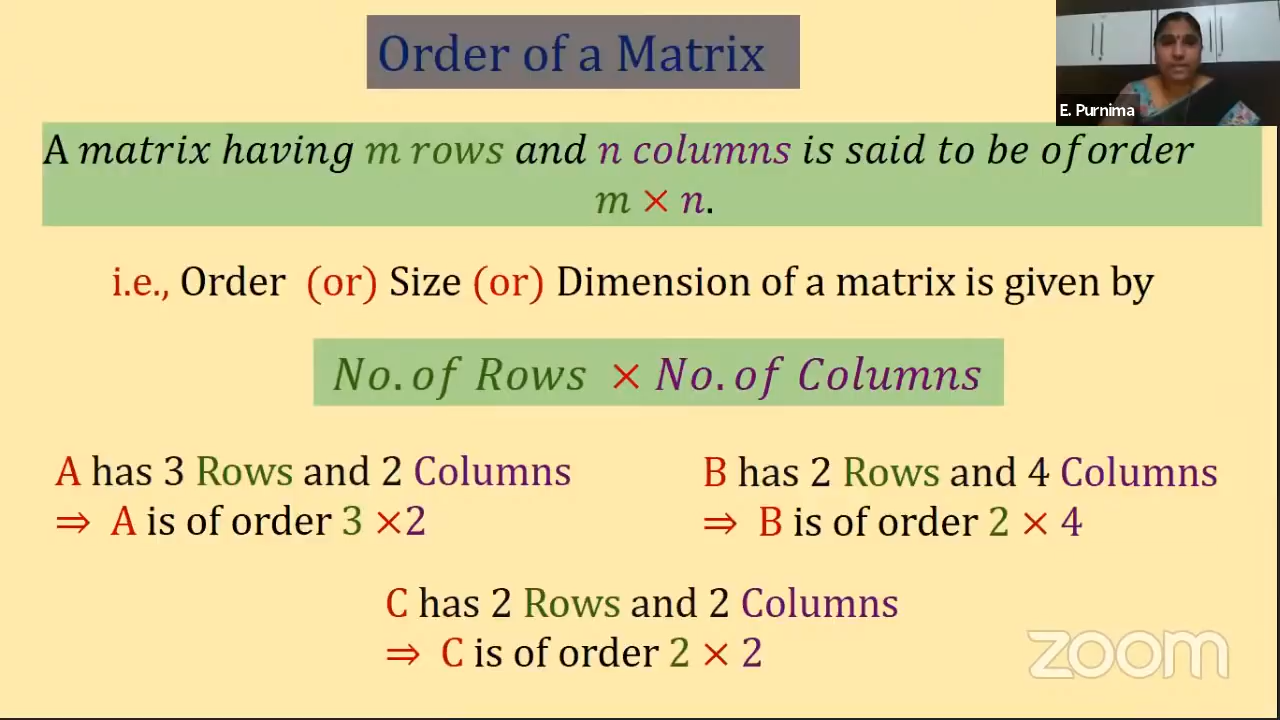 Order of a Matrix
E. Purnima
A matrix having m rows and n columns is said to be of order
m × n.
i.e., Order (or) Size (or) Dimension of a matrix is given by
No. of Rows × No. of Columns
A has 3 Rows and 2 Columns
⇒ A is of order 3 ×2
B has 2 Rows and 4 Columns
⇒ B is of order 2 × 4
C has 2 Rows and 2 Columns
⇒ C is of order 2 × 2
zoom